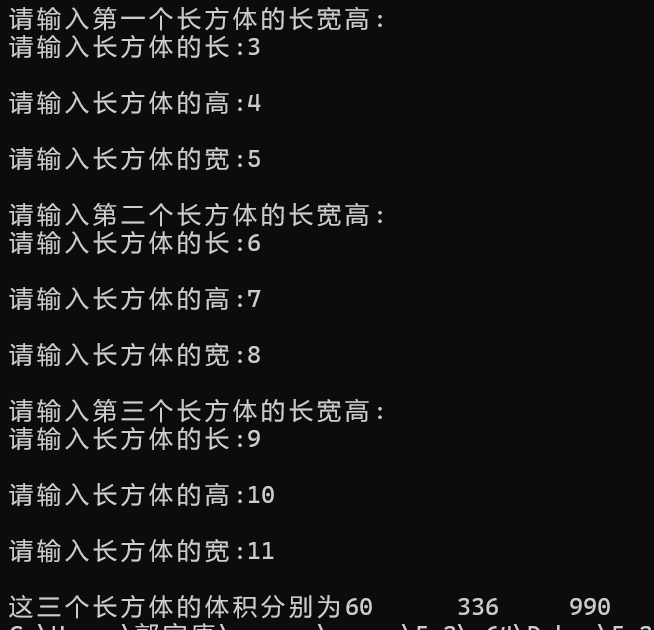 请输入第一个长方体的长宽高:
请输入长方体的长:3
请输入长方体的高:4
请输入长方体的宽:5
请输入第二个长方体的长宽高:
请输入长方体的长:6
请输入长方体的高:7
请输入长方体的宽:8
请输入第三个长方体的长宽高:
请输入长方体的长:9
请输入长方体的高:10
请输入长方体的宽:11
这三个长方体的体积分别为60 336 990